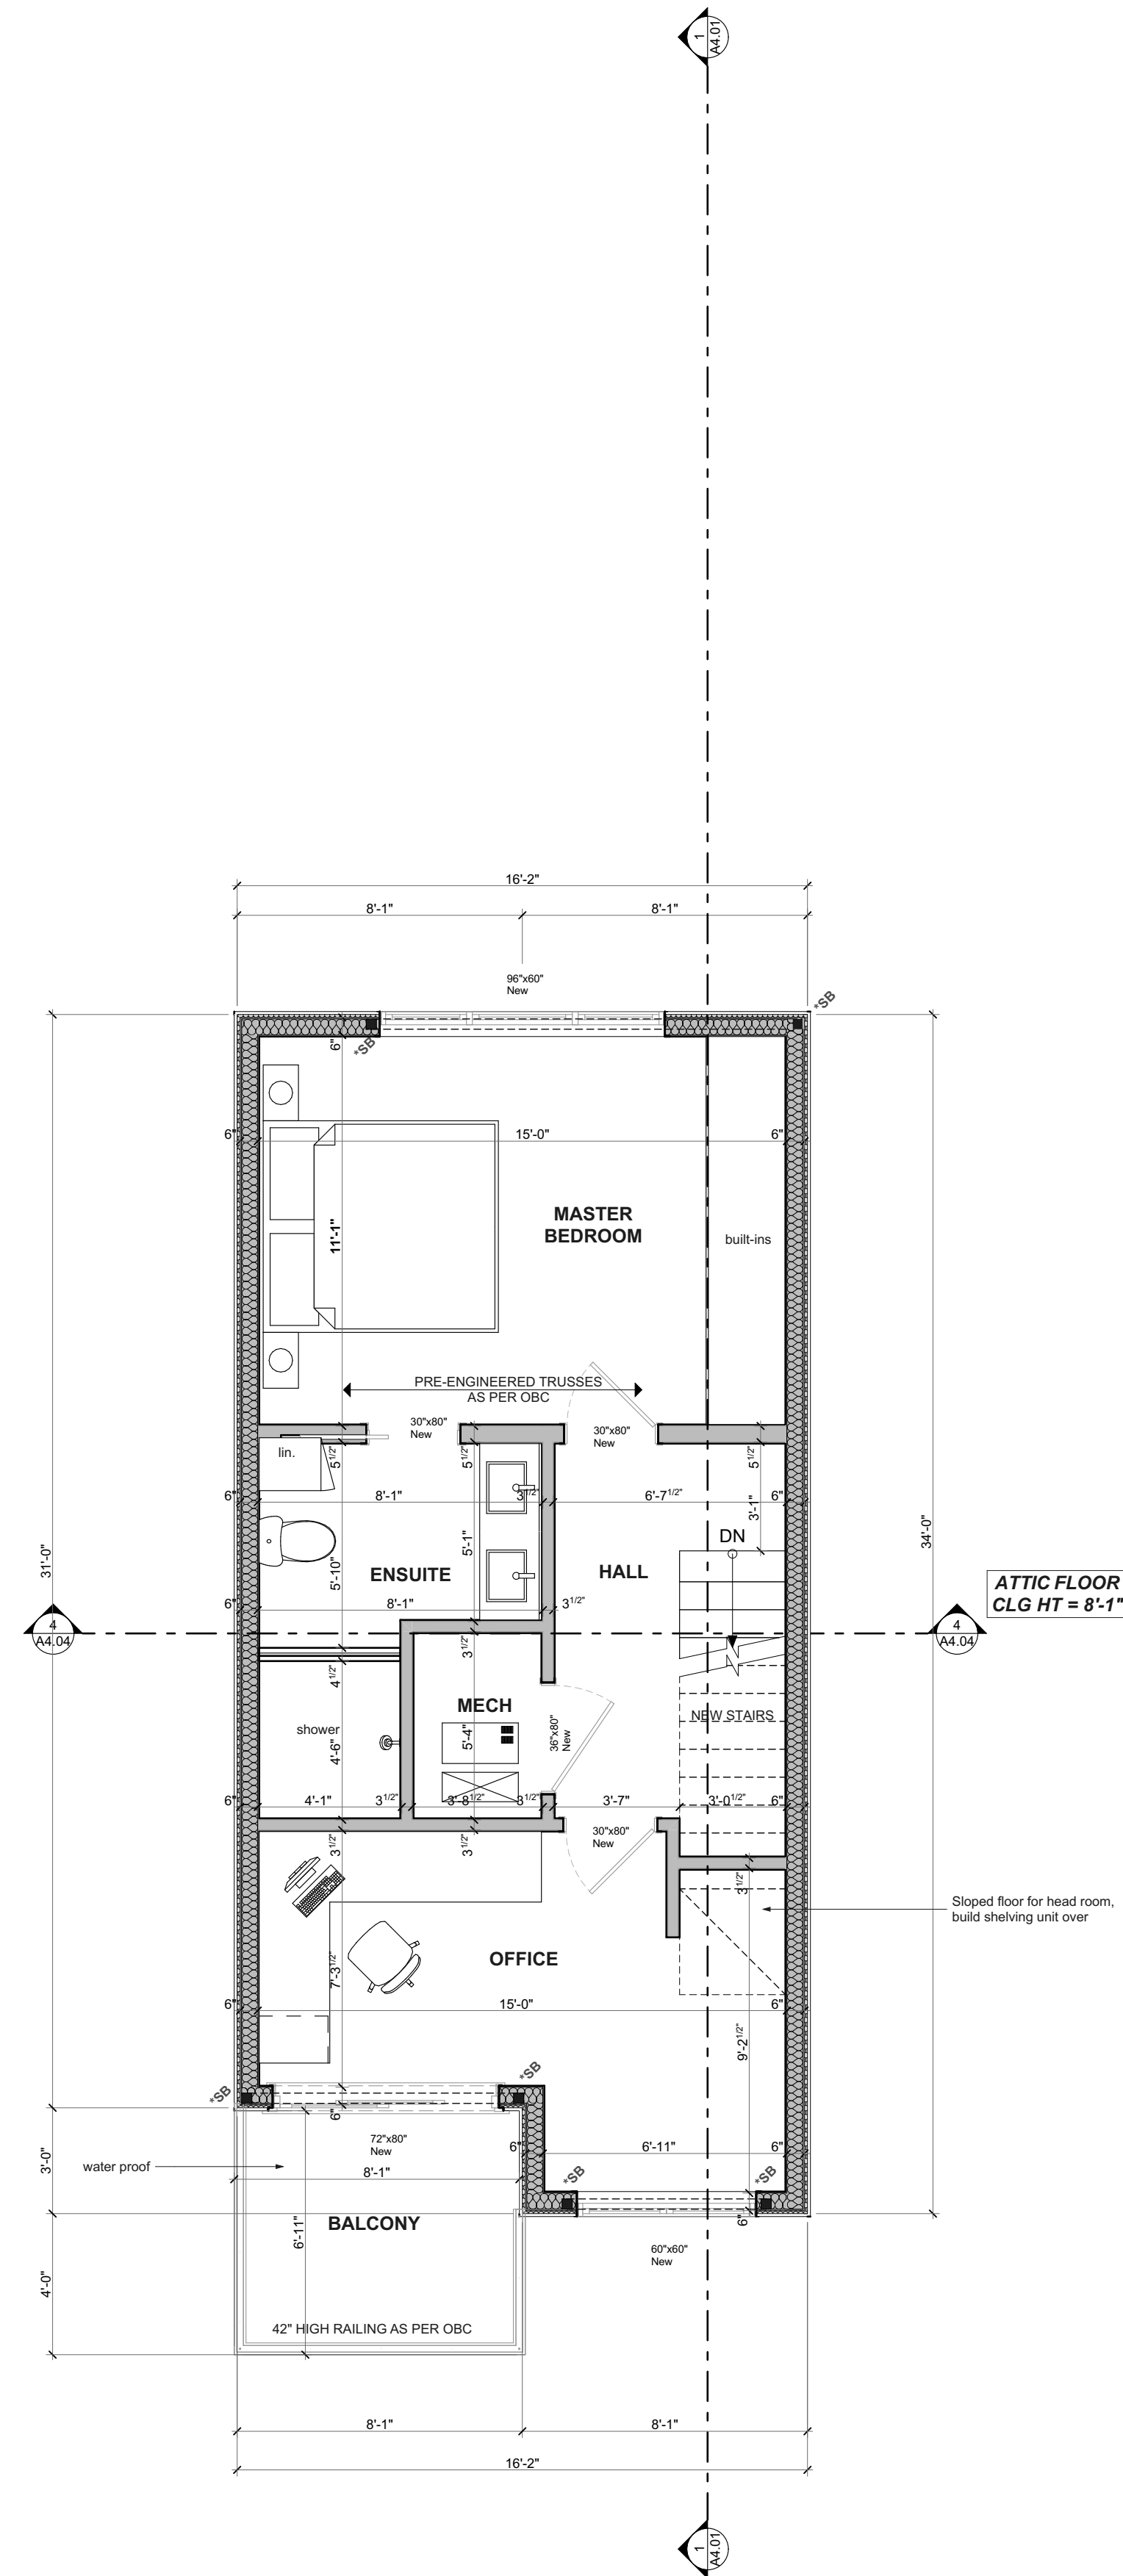 1
A4.01
16'-2"
8'-1"
8'-1"
96"x60"
New
*SB
*SB
6"
6"
15'-0"
6"
MASTER
BEDROOM
11'-1"
built-ins
PRE-ENGINEERED TRUSSES
AS PER OBC
30"x80"
New
30"x80"
New
lin.
5 1/2"
5 1/2"
5 1/2"
6"
8'-1"
3 1/2"
6'-7 1/2"
6"
3'-1"
5'-1"
DN
31'-0"
34'-0"
5'-10"
ENSUITE
HALL
ATTIC FLOOR
CLG HT = 8'-1"
6"
8'-1"
3 1/2"
4
A4.04
4
A4.04
3 1/2"
4 1/2"
MECH
NEW STAIRS
shower
4'-6"
5'-4"
36"x80"
New
6"
4'-1"
3 1/2"
3'-8 1/2"
3 1/2"
3'-7"
3'-0 1/2"
6"
30"x80"
New
3 1/2"
3 1/2"
3 1/2"
Sloped floor for head room,
build shelving unit over
OFFICE
7'-3 1/2"
6"
15'-0"
6"
9'-2 1/2"
*SB
*SB
6"
72"x80"
New
6"
6'-11"
6"
3'-0"
water proof
8'-1"
*SB
*SB
6"
BALCONY
6'-11"
60"x60"
New
4'-0"
42" HIGH RAILING AS PER OBC
8'-1"
8'-1"
16'-2"
1
A4.01